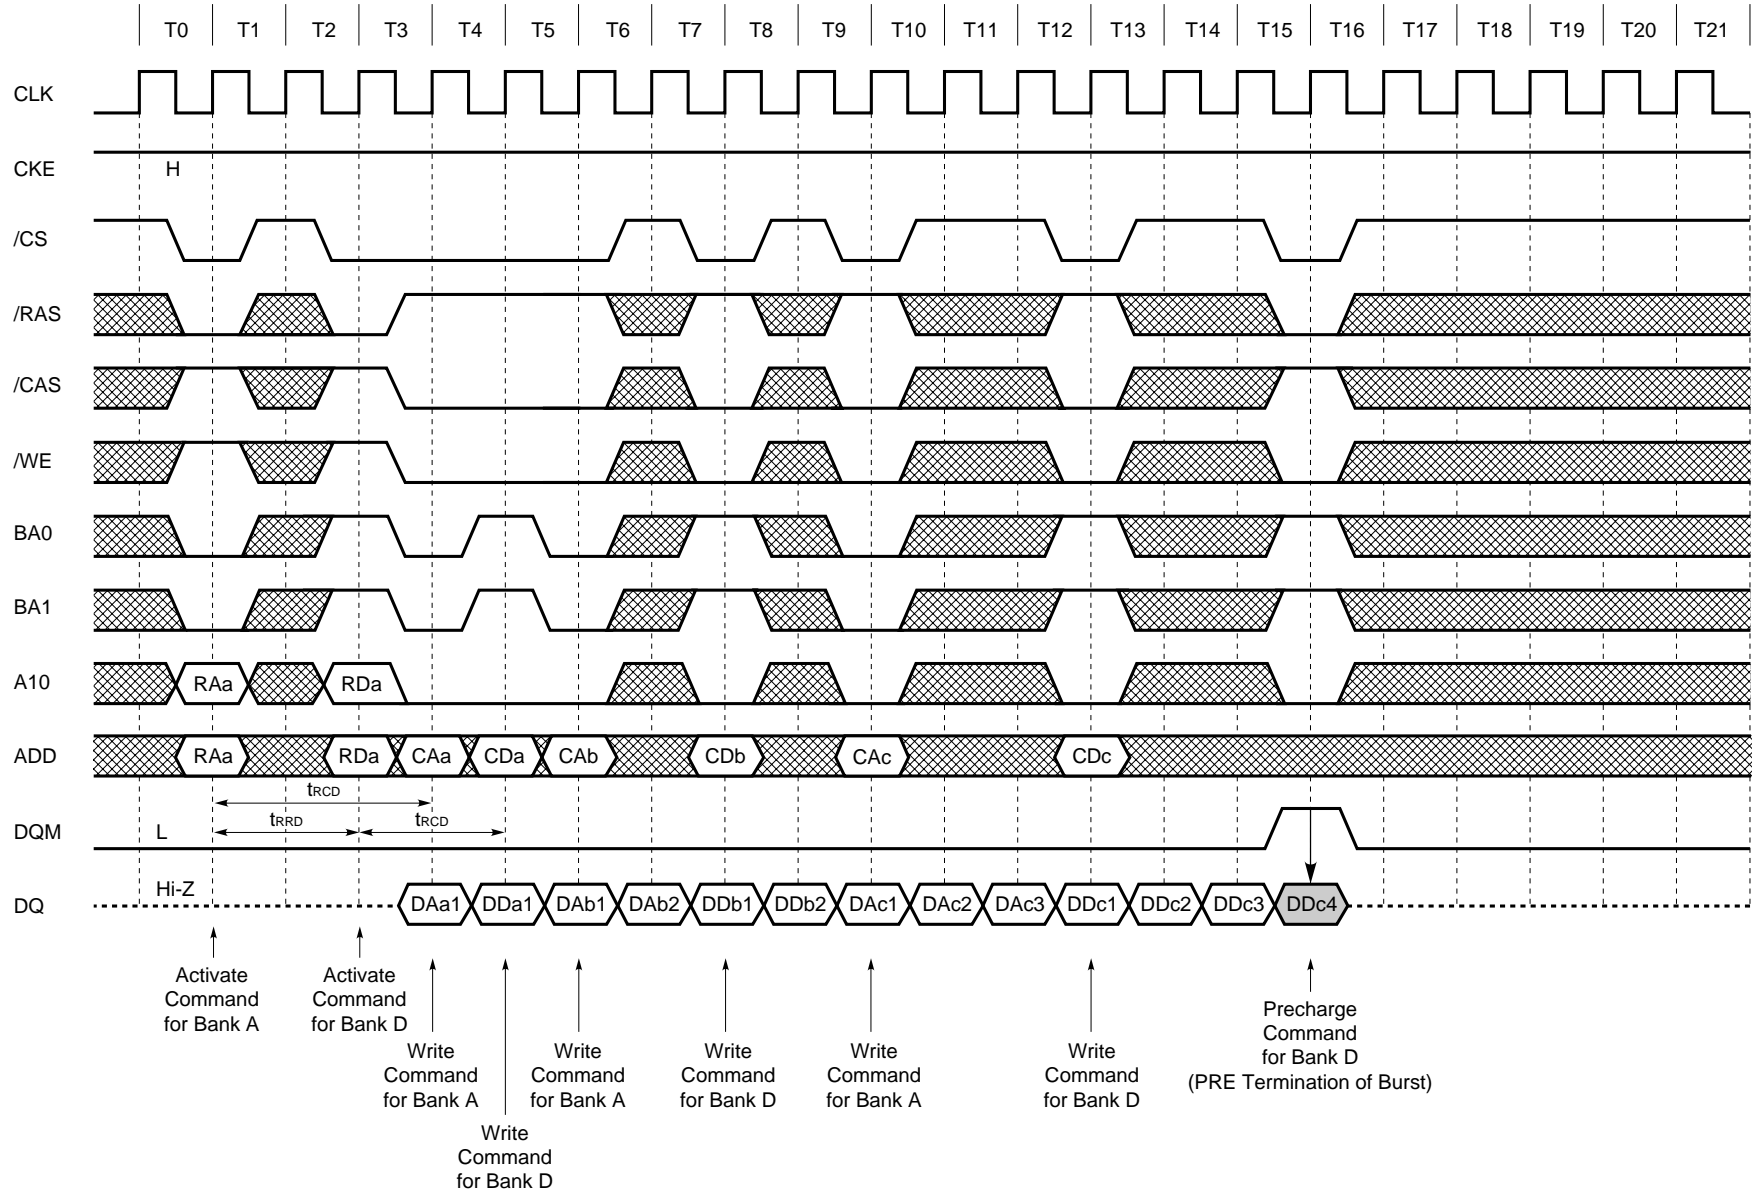 T0 T1 T2 T3 T4 T5 T6 T7 T8 T9 T10 T11 T12 T13 T14 T15 T16 T17 T18 T19 T20 T21
CLK
CKE H
/CS
/RAS
/CAS
/WE
BA0
BA1
A10 RAa RDa
ADD RAa RDa CAa CDa CAb CDb CAc CDc
tRCD
DQM L tRRD tRCD
Hi-Z
DQ DAa1 DDa1 DAb1 DAb2 DDb1 DDb2 DAc1 DAc2 DAc3 DDc1 DDc2 DDc3 DDc4
Activate
Command
for Bank A
Activate
Command
for Bank D
Write
Command
for Bank A
Write
Command
for Bank D
Write
Command
for Bank A
Write
Command
for Bank D
Write
Command
for Bank A
Write
Command
for Bank D
Precharge
Command
for Bank D
(PRE Termination of Burst)